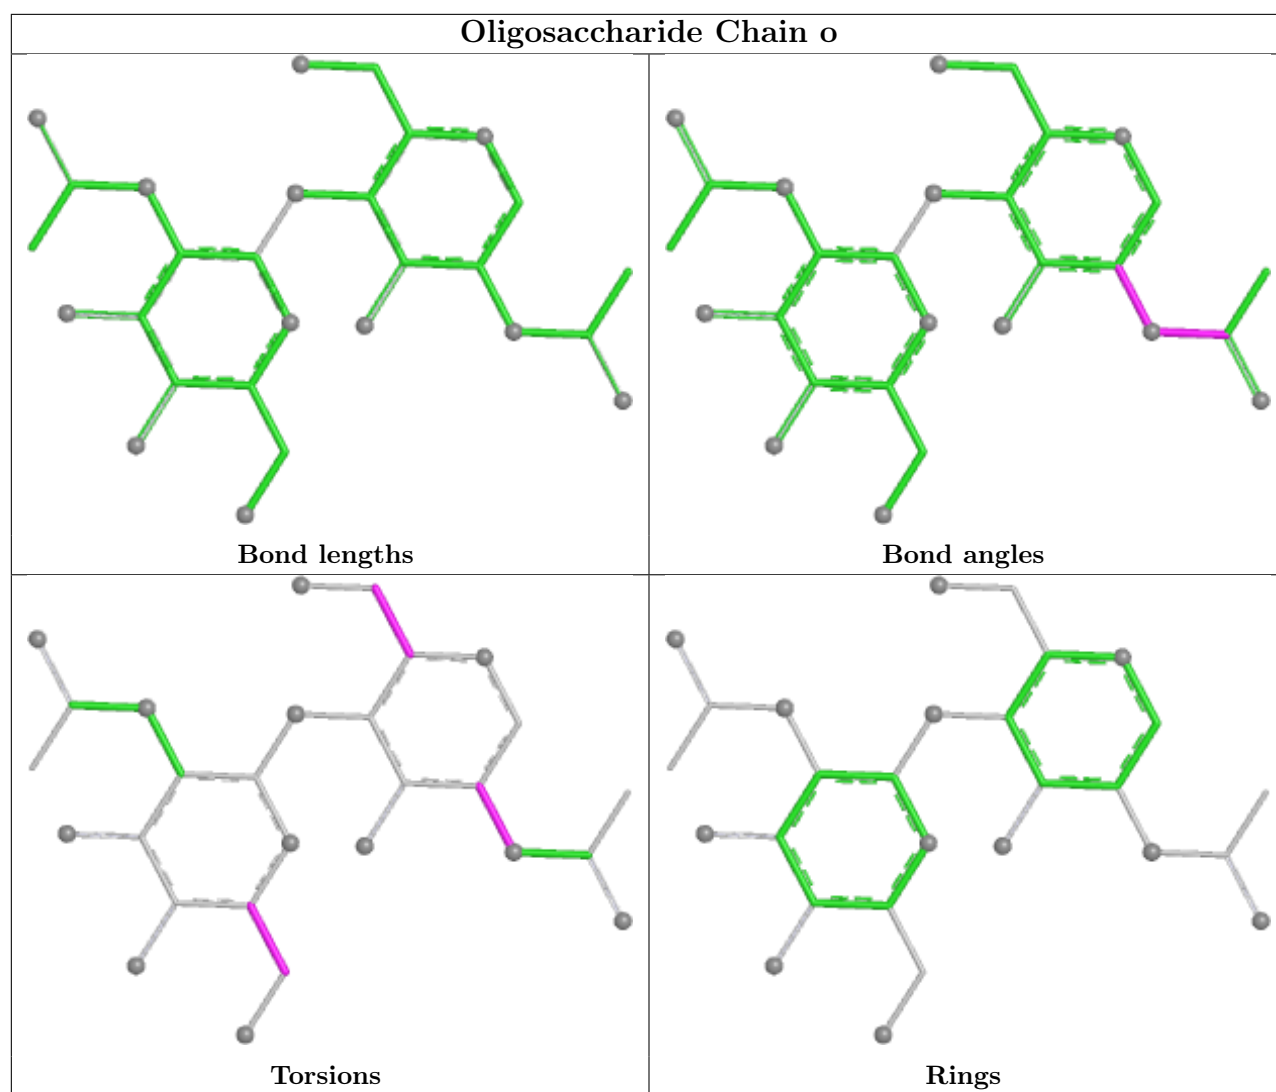 Oligosaccharide Chain o
Bond lengths
Bond angles
Torsions
Rings